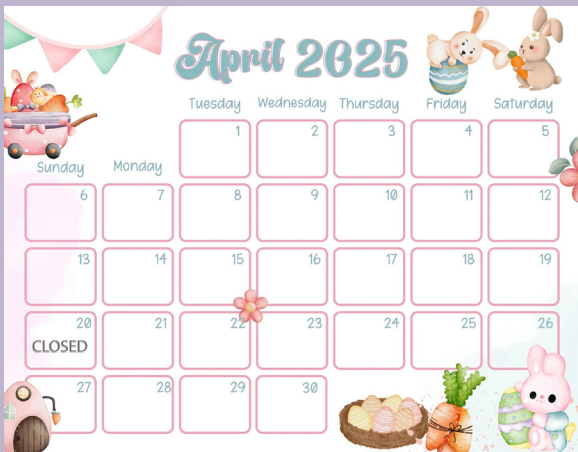 April 2025
Tuesday Wednesday Thursday Friday Saturday
1 2 3 4 5
Sunday Monday
6 7 8 9 10 11 12
13 14 15 16 17 18 19
20 21 22 23 24 25 26
CLOSED
27 28 29 30